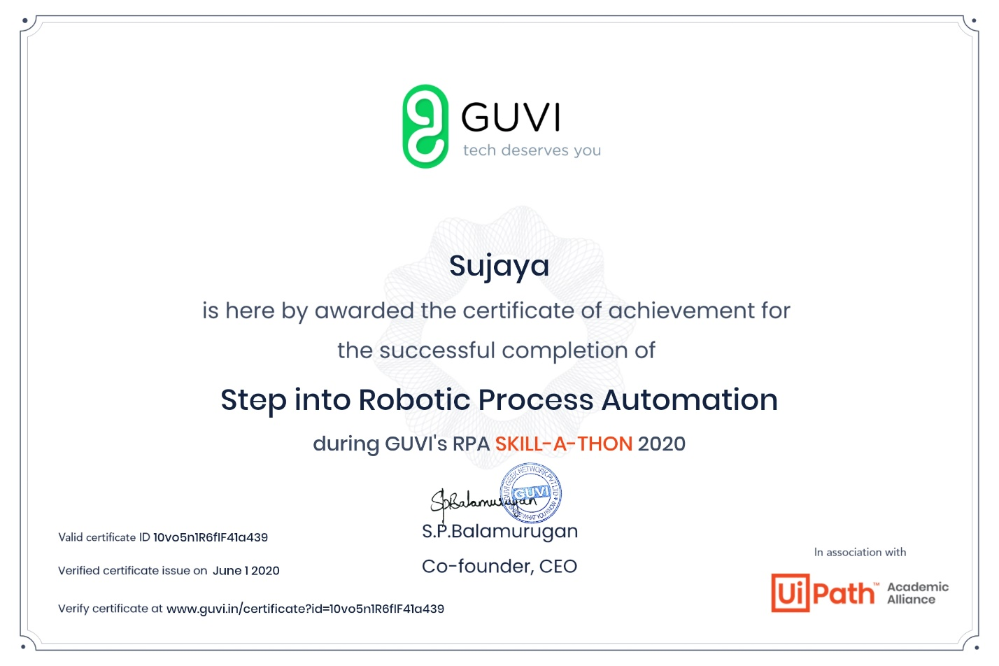 GUVI
tech deserves you
Sujaya
is here by awarded the certificate of achievement for
the successful completion of
Step into Robotic Process Automation
during GUVI's RPA SKILL-A-THON 2020
S.P.Balamurugan
GUVI GEEK NETWORK PVT LTD
GUVI
S.P.Balamurugan
Co-founder, CEO
Valid certificate ID 10vo5n1R6flF41a439
Verified certificate issue on June 1 2020
Verify certificate at www.guvi.in/certificate?id=10vo5n1R6flF41a439
In association with
UiPath™ Academic
Alliance